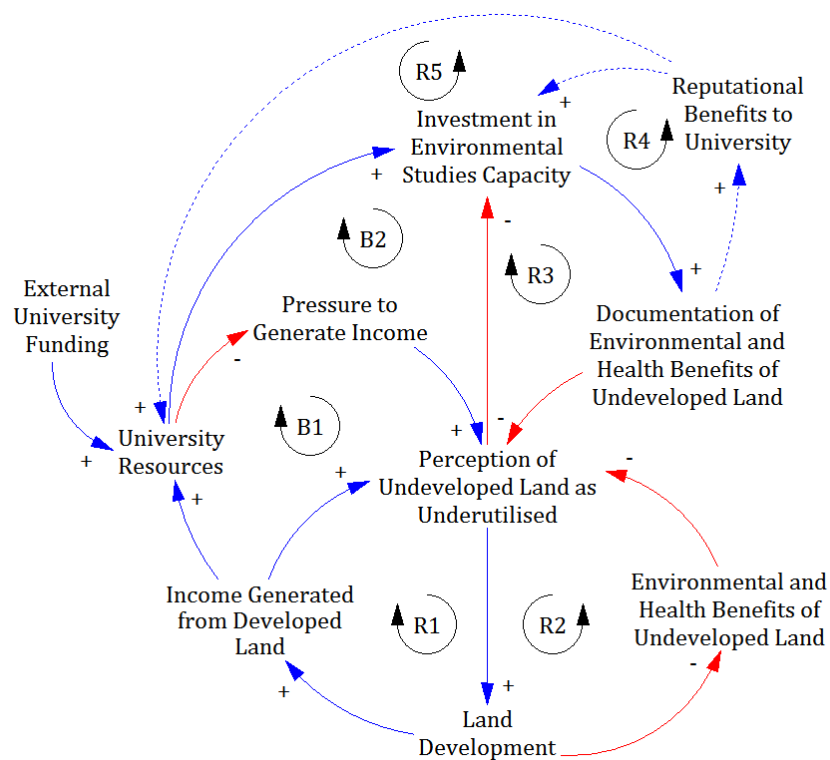 R5
Reputational
Benefits to
University
+
Investment in
Environmental
Studies Capacity
R4
+
+
-
B2
R3
+
External
University
Funding
Pressure to
Generate Income
-
Documentation of
Environmental and
Health Benefits of
Undeveloped Land
+
B1
+
-
University
Resources
+
+
+
Perception of
Undeveloped Land as
Underutilised
-
Income Generated
from Developed
Land
R1
R2
Environmental and
Health Benefits of
Undeveloped Land
+
+
-
Land
Development